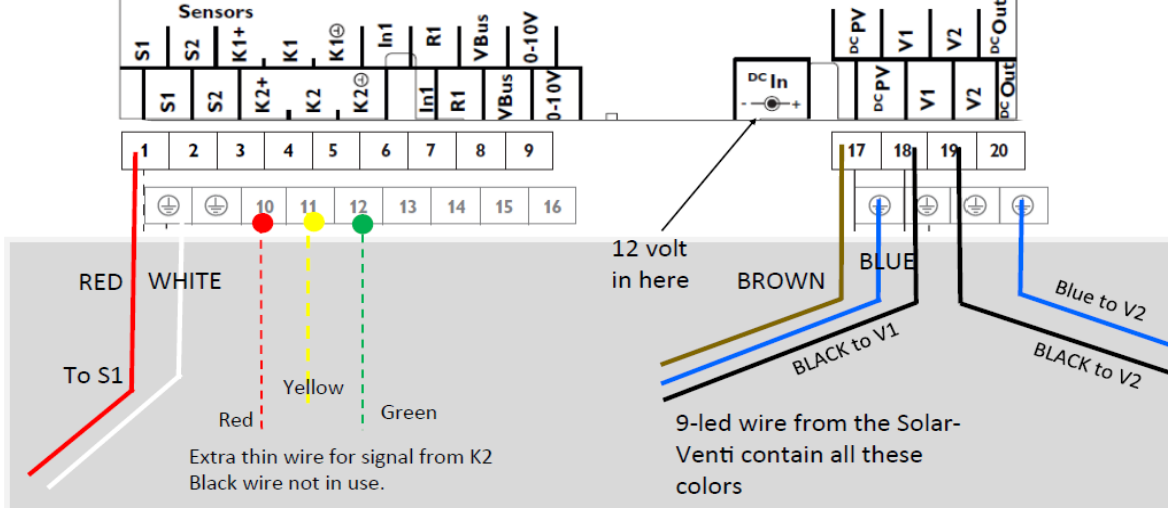 Sensors
S1 S2 K1+ K1 K1 In1 R1 VBus 0-10V
DC PV V1 V2 DC Out
S1 S2 K2+ K2 K2 In1 R1 VBus 0-10V
DC In
- +
DC PV V1 V2 DC Out
1 2 3 4 5 6 7 8 9
17 18 19 20
10 11 12 13 14 15 16
RED WHITE
12 volt
in here
BROWN
BLUE
Blue to V2
BLACK to V1
BLACK to V2
To S1
Yellow
Red
Green
Extra thin wire for signal from K2
Black wire not in use.
9-led wire from the Solar-
Venti contain all these
colors